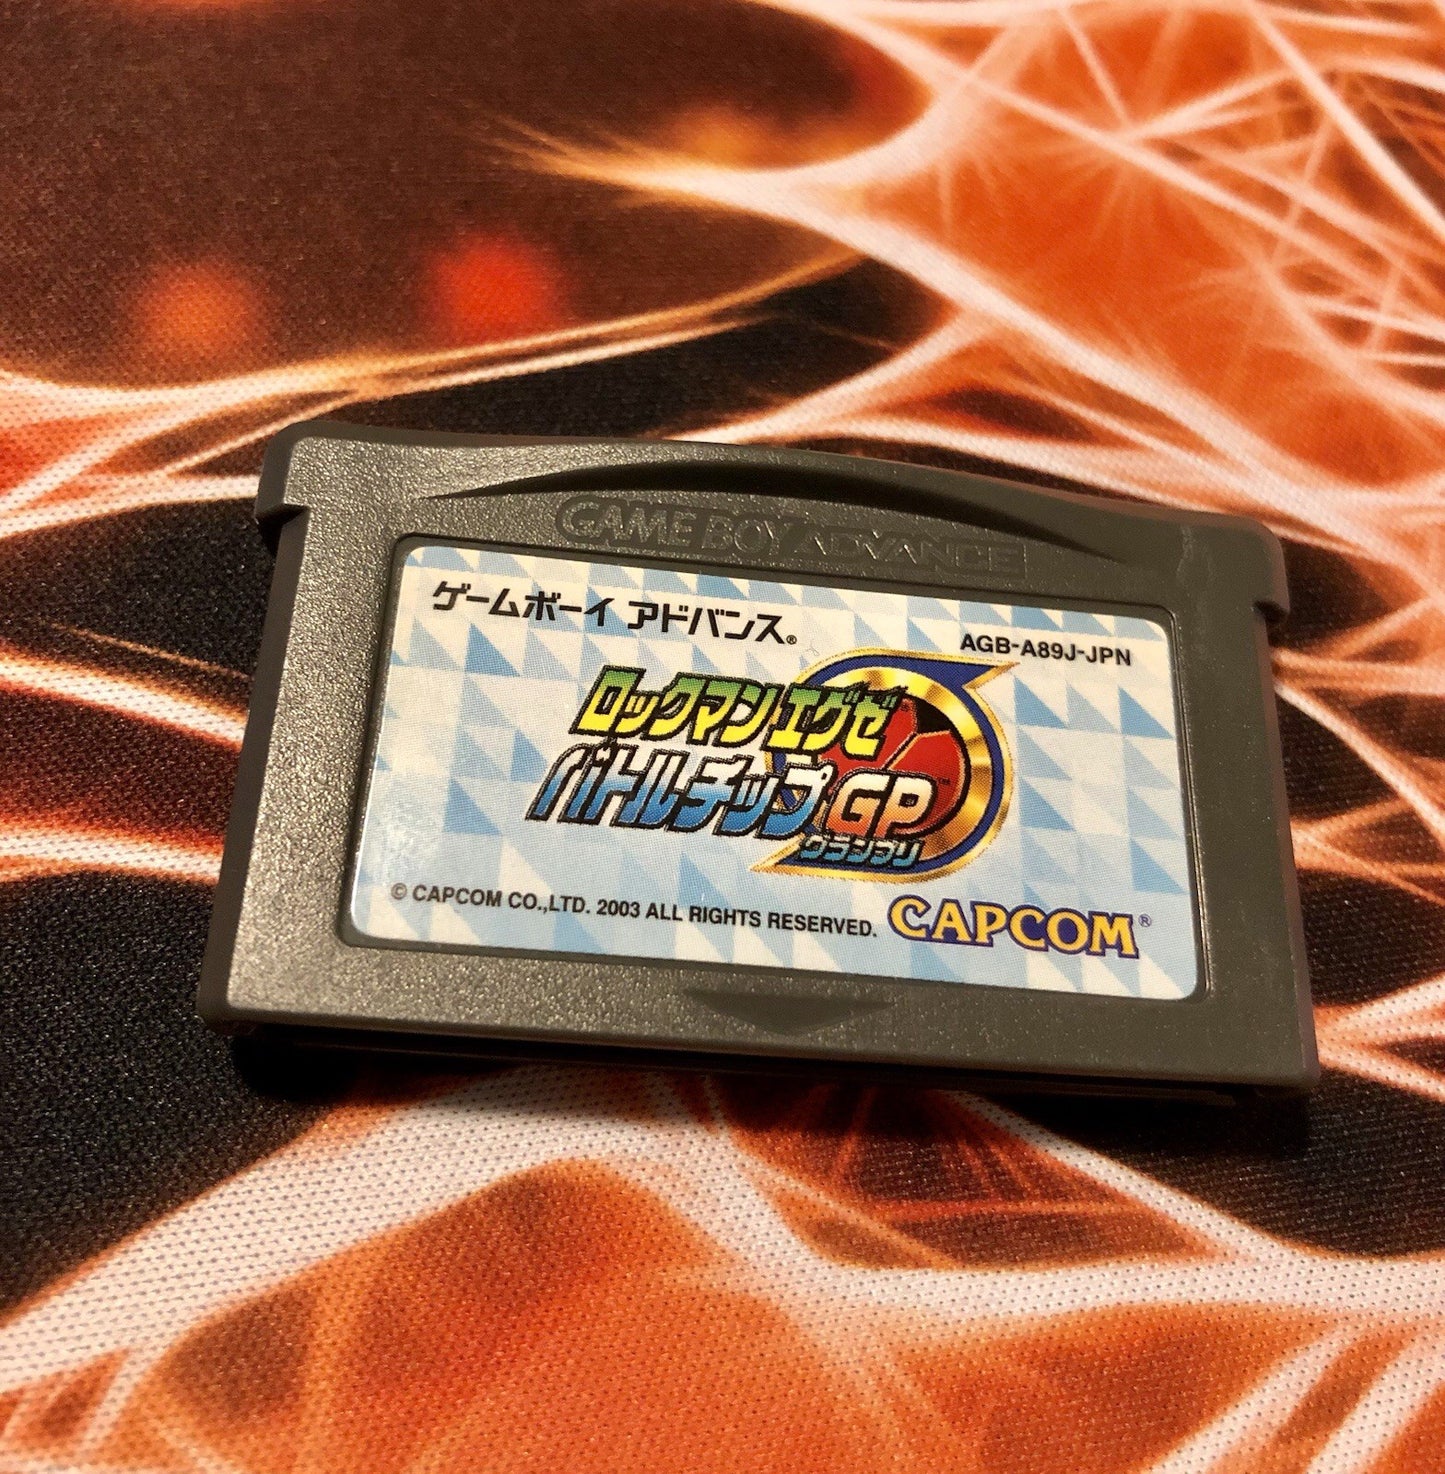 GAME BOY ADVANCE
ゲームボーイ アドバンス®
AGB-A89J-JPN
ロックマン エグゼ
バトルチップGP™
グランプリ
© CAPCOM CO.,LTD. 2003 ALL RIGHTS RESERVED.
CAPCOM®